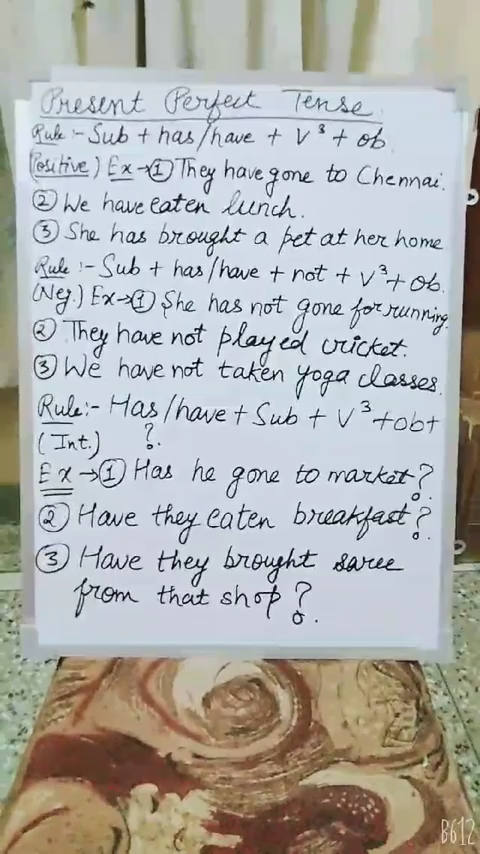 Present Perfect Tense.
Rule:- Sub + has/have + V³ + ob.
(Positive) Ex→① They have gone to Chennai.
② We have eaten lunch.
③ She has brought a pet at her home
Rule:- Sub + has/have + not + V³ + Ob.
(Neg.) Ex→① She has not gone for running.
② They have not played cricket.
③ We have not taken yoga classes.
Rule:- Has/have + Sub + V³ + ob +
(Int.) ?
Ex→① Has he gone to market?
② Have they eaten breakfast?
③ Have they brought saree
from that shop?
B612